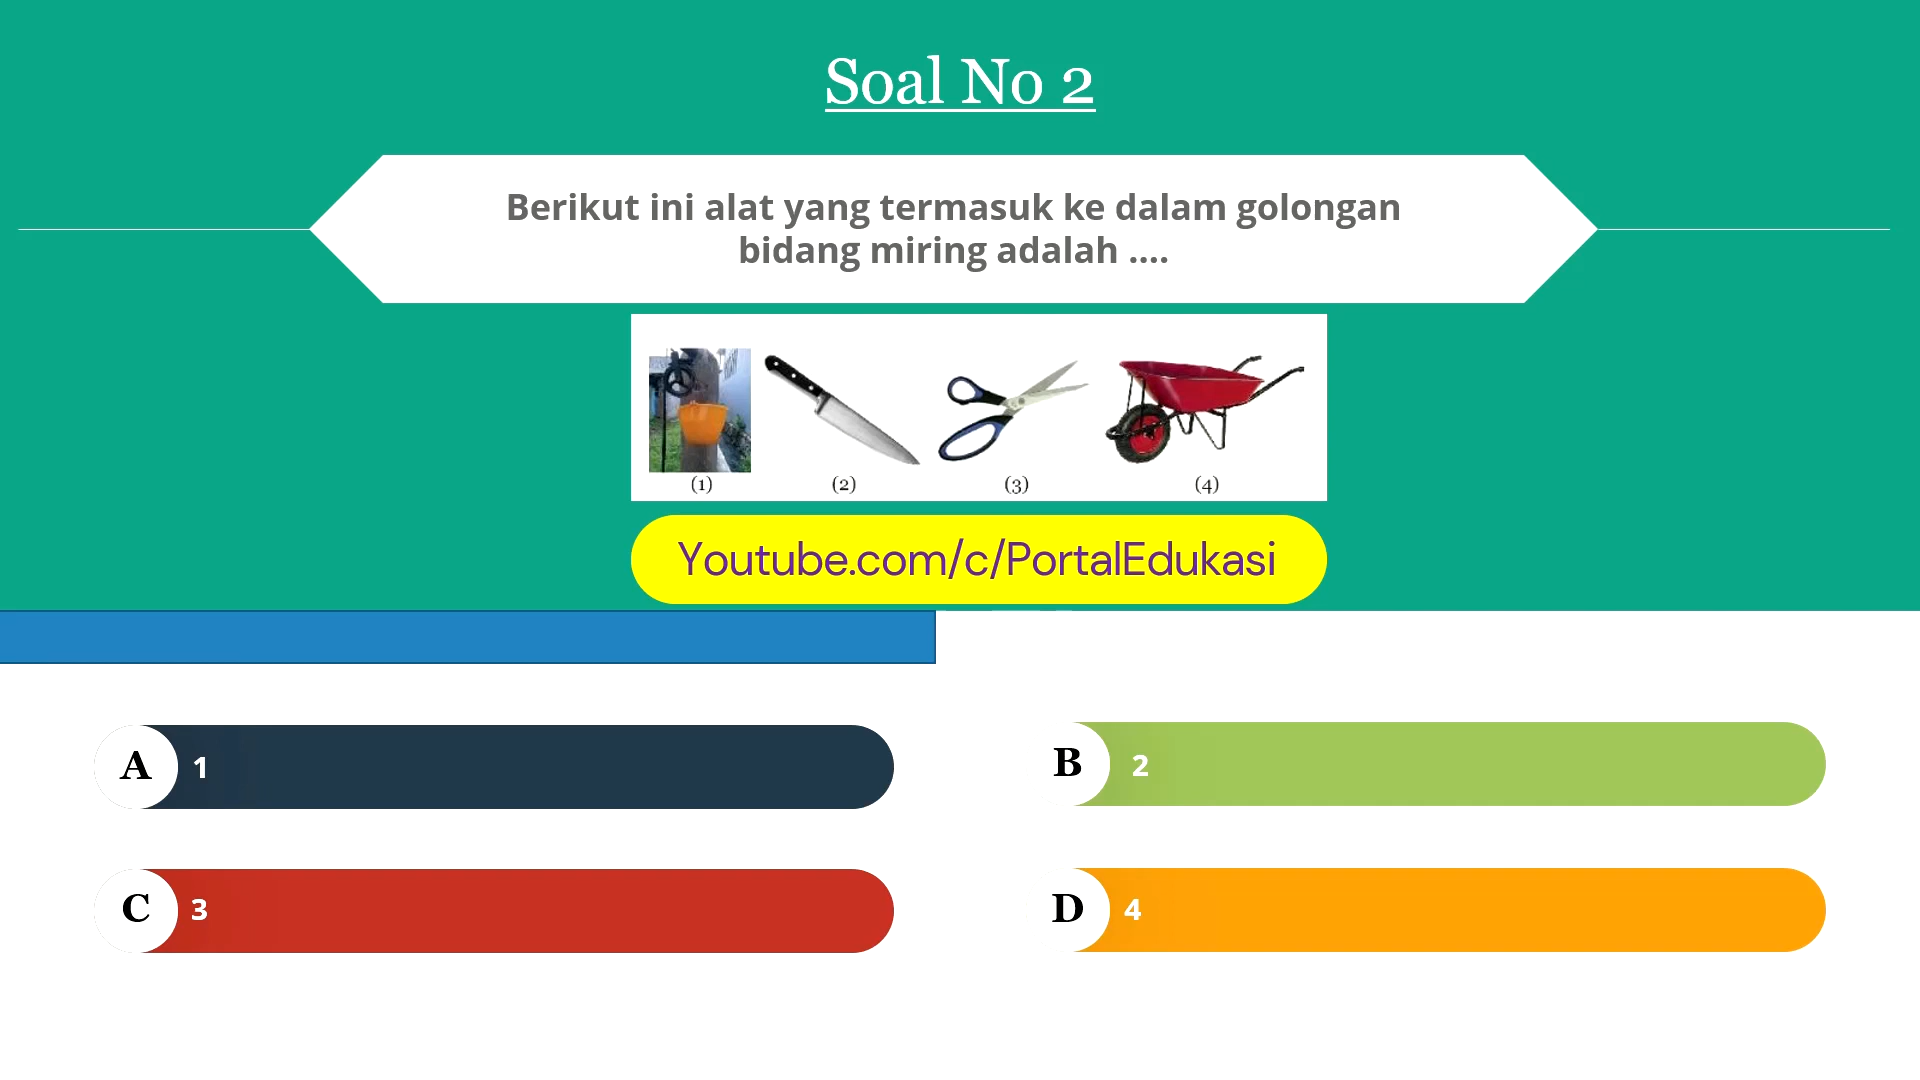 Soal No 2
Berikut ini alat yang termasuk ke dalam golongan
bidang miring adalah ....
(1) (2) (3) (4)
Youtube.com/c/PortalEdukasi
A 1
B 2
C 3
D 4